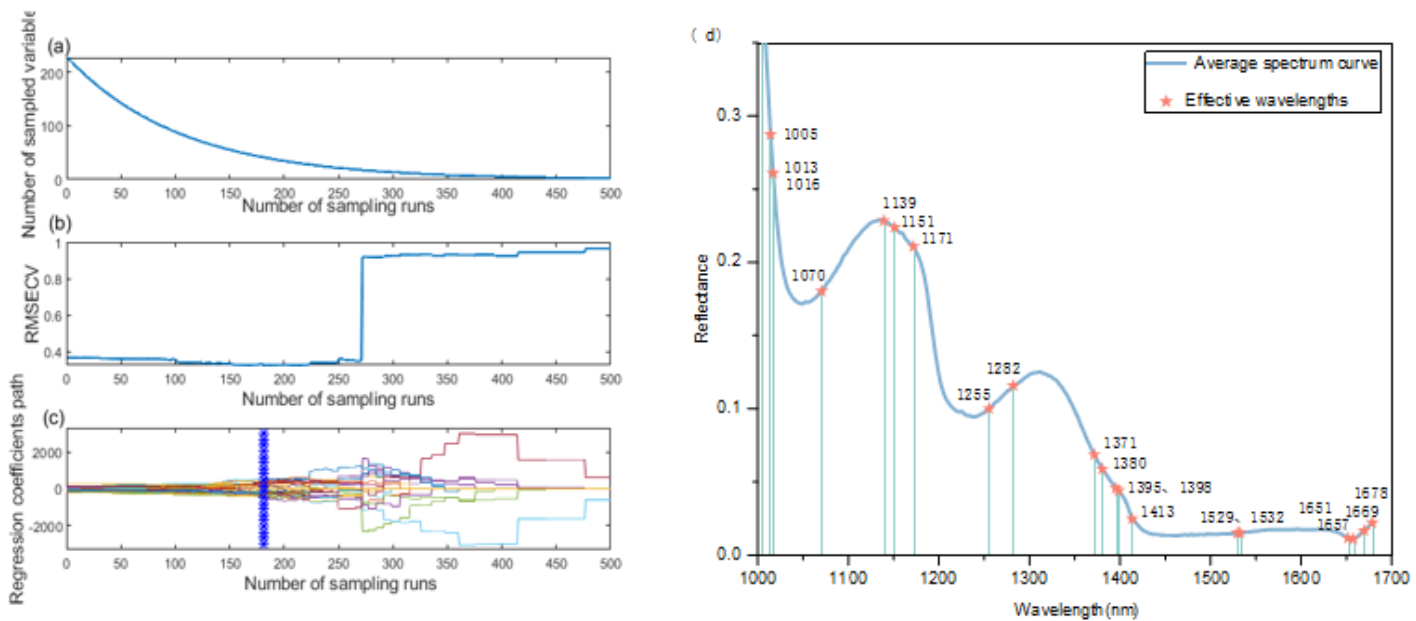 (a)
Number of sampled variable
200
100
0
0 50 100 150 200 250 300 350 400 450 500
Number of sampling runs
(b)
RMSECV
1
0.8
0.6
0.4
0 50 100 150 200 250 300 350 400 450 500
Number of sampling runs
(c)
Regression coefficients path
2000
0
-2000
0 50 100 150 200 250 300 350 400 450 500
Number of sampling runs
( d)
Average spectrum curve
Effective wavelengths
Reflectance
0.3
0.2
0.1
0.0
1005
1013
1016
1070
1139
1151
1171
1255
1282
1371
1380
1395、1398
1413
1529、1532
1651
1657
1669
1678
1000 1100 1200 1300 1400 1500 1600 1700
Wavelength(nm)